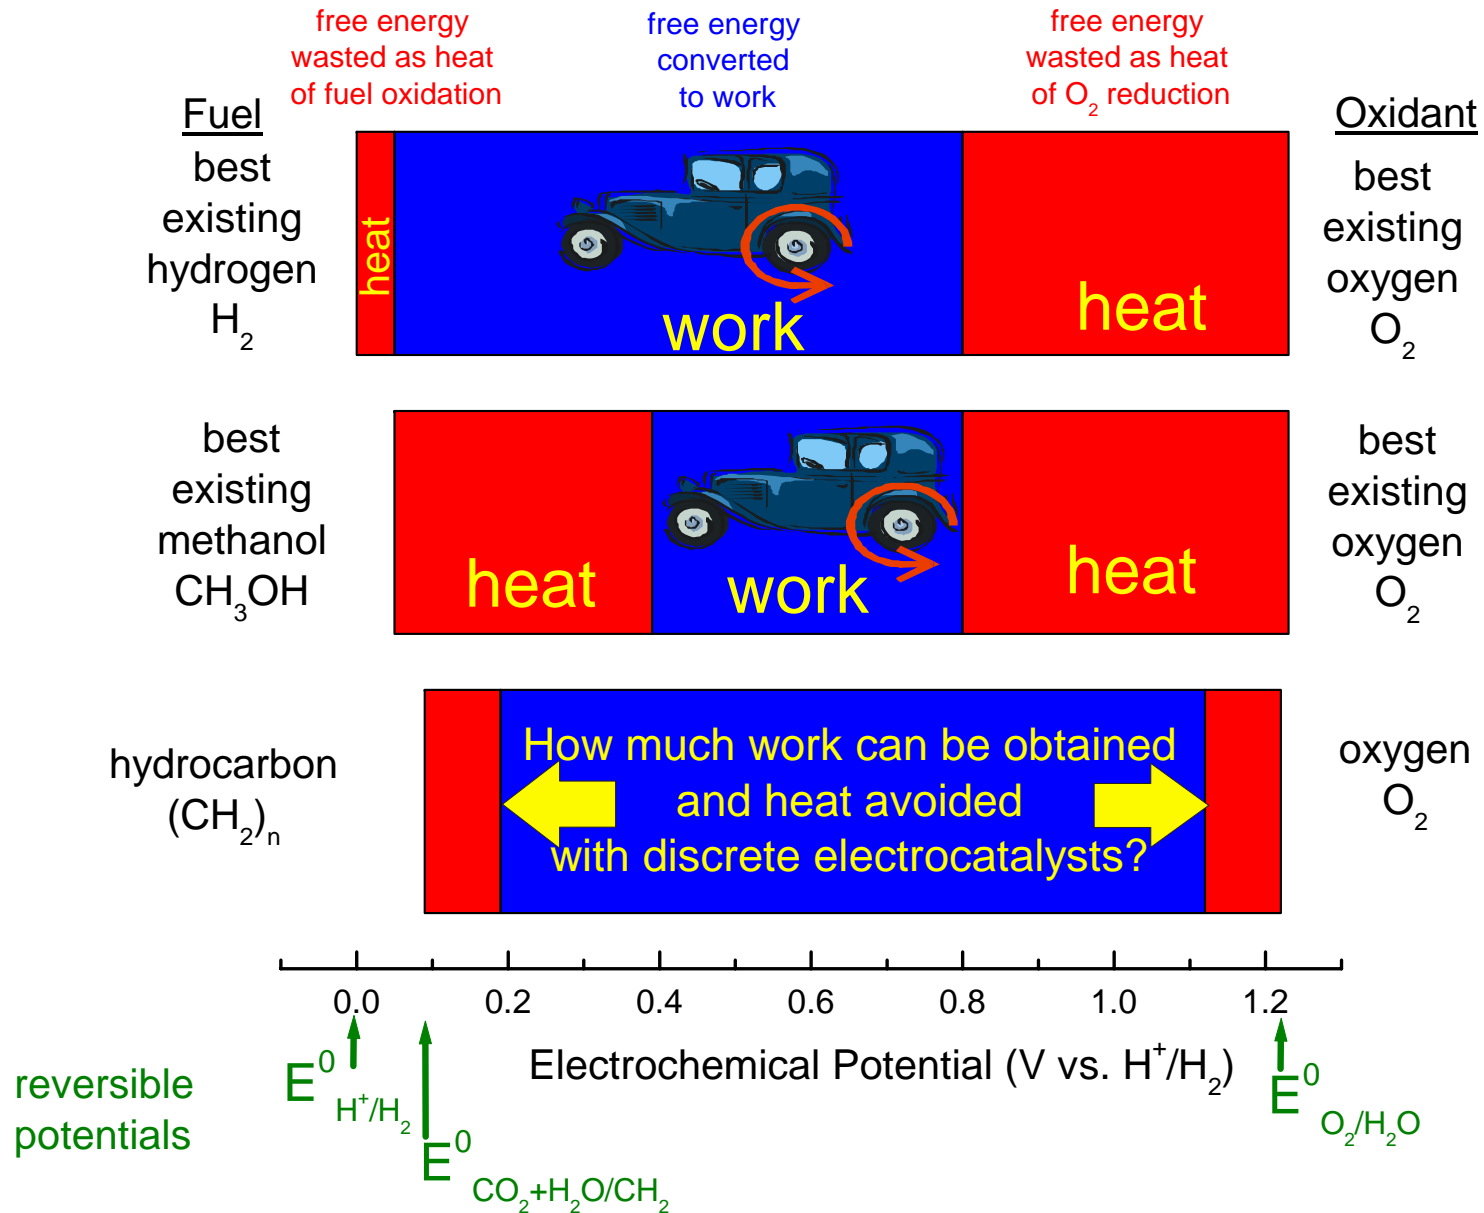 free energy
wasted as heat
of fuel oxidation
free energy
converted
to work
free energy
wasted as heat
of O₂ reduction
Fuel
best
existing
hydrogen
H₂
heat
work
heat
Oxidant
best
existing
oxygen
O₂
best
existing
methanol
CH₃OH
heat
work
heat
best
existing
oxygen
O₂
hydrocarbon
(CH₂)ₙ
How much work can be obtained
and heat avoided
with discrete electrocatalysts?
oxygen
O₂
0.0 0.2 0.4 0.6 0.8 1.0 1.2
Electrochemical Potential (V vs. H⁺/H₂)
reversible
potentials
E⁰ H⁺/H₂
E⁰ CO₂+H₂O/CH₂
E⁰ O₂/H₂O